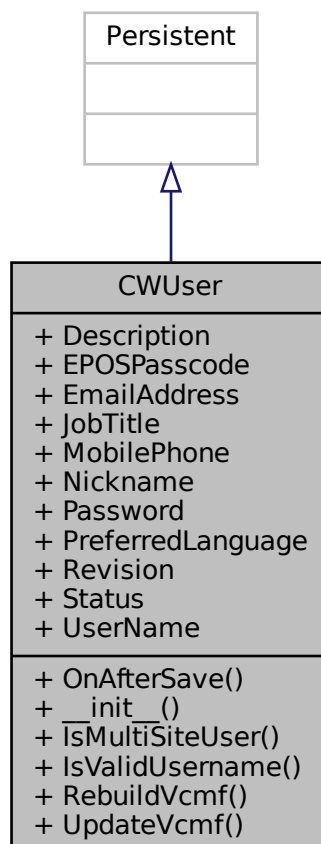 Persistent
CWUser
+ Description
+ EPOSPasscode
+ EmailAddress
+ JobTitle
+ MobilePhone
+ Nickname
+ Password
+ PreferredLanguage
+ Revision
+ Status
+ UserName
+ OnAfterSave()
+ __init__()
+ IsMultiSiteUser()
+ IsValidUsername()
+ RebuildVcmf()
+ UpdateVcmf()